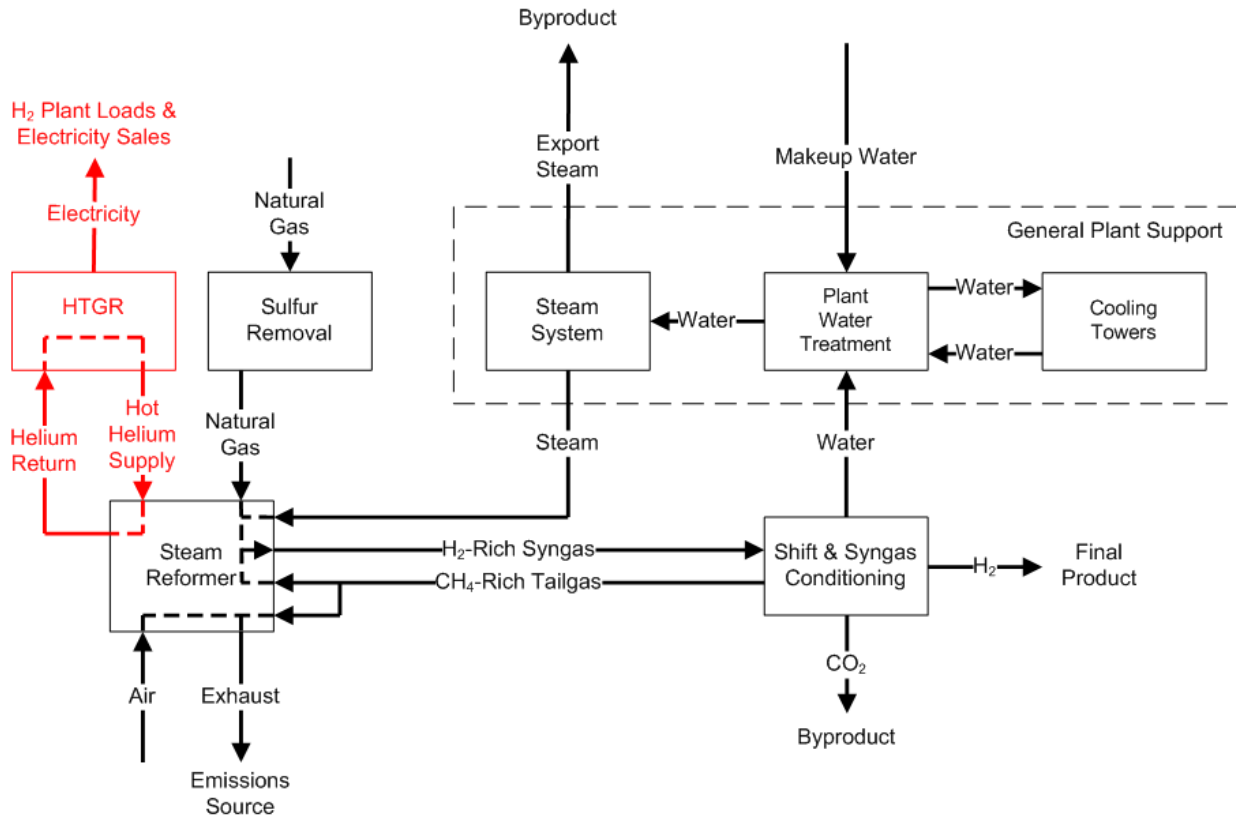 Byproduct
H₂ Plant Loads &
Electricity Sales
Export
Steam
Makeup Water
Natural
Gas
Electricity
General Plant Support
HTGR
Sulfur
Removal
Steam
System
Water
Plant
Water
Treatment
Water
Water
Cooling
Towers
Helium
Return
Hot
Helium
Supply
Natural
Gas
Steam
Water
Steam
Reformer
H₂-Rich Syngas
CH₄-Rich Tailgas
Shift & Syngas
Conditioning
H₂
Final
Product
Air
Exhaust
CO₂
Byproduct
Emissions
Source